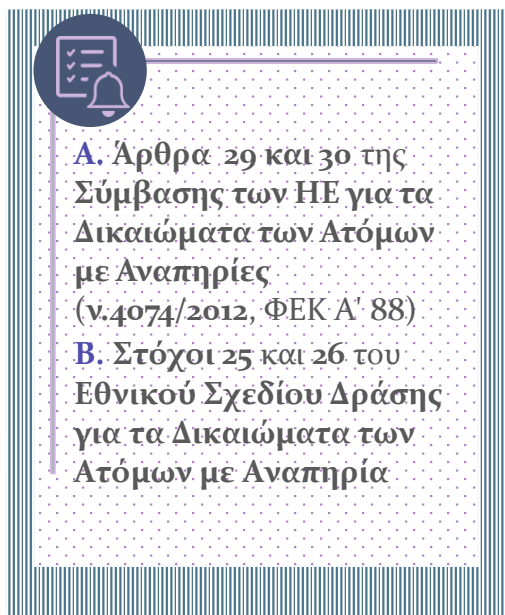 Α. Άρθρα 29 και 30 της
Σύμβασης των ΗΕ για τα
Δικαιώματα των Ατόμων
με Αναπηρίες
(ν.4074/2012, ΦΕΚ Α' 88)
Β. Στόχοι 25 και 26 του
Εθνικού Σχεδίου Δράσης
για τα Δικαιώματα των
Ατόμων με Αναπηρία